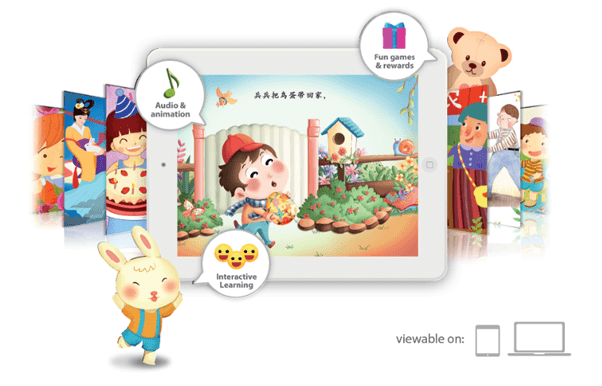 Fun games
& rewards
Audio &
animation
兵兵把鸟蛋带回家，
Interactive
Learning
viewable on: